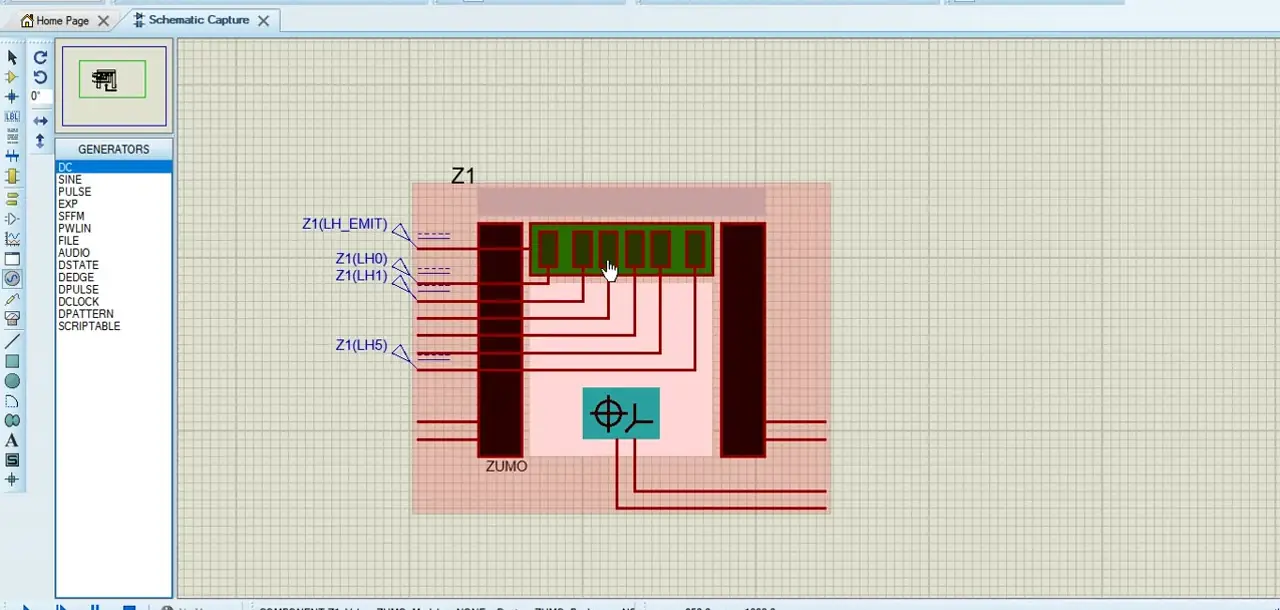 Home Page
Schematic Capture
0°
LBL
GENERATORS
DC
SINE
PULSE
EXP
SFFM
PWLIN
FILE
AUDIO
DSTATE
DEDGE
DPULSE
DCLOCK
DPATTERN
SCRIPTABLE
A
Z1
Z1(LH_EMIT)
Z1(LH0)
Z1(LH1)
Z1(LH5)
ZUMO